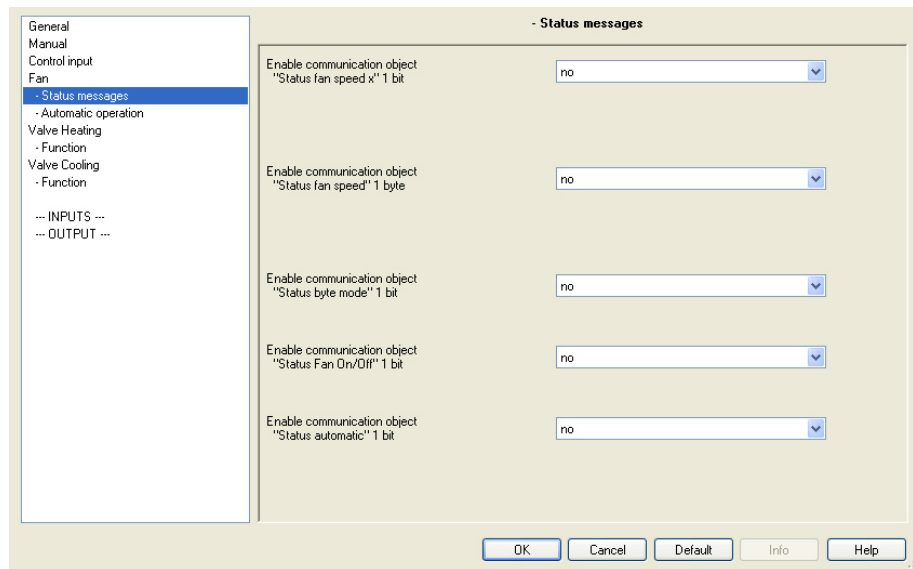 General
Manual
Control input
Fan
- Status messages
- Automatic operation
Valve Heating
- Function
Valve Cooling
- Function
--- INPUTS ---
--- OUTPUT ---
- Status messages
Enable communication object
"Status fan speed x" 1 bit
no
Enable communication object
"Status fan speed" 1 byte
no
Enable communication object
"Status byte mode" 1 bit
no
Enable communication object
"Status Fan On/Off" 1 bit
no
Enable communication object
"Status automatic" 1 bit
no
OK Cancel Default Info Help